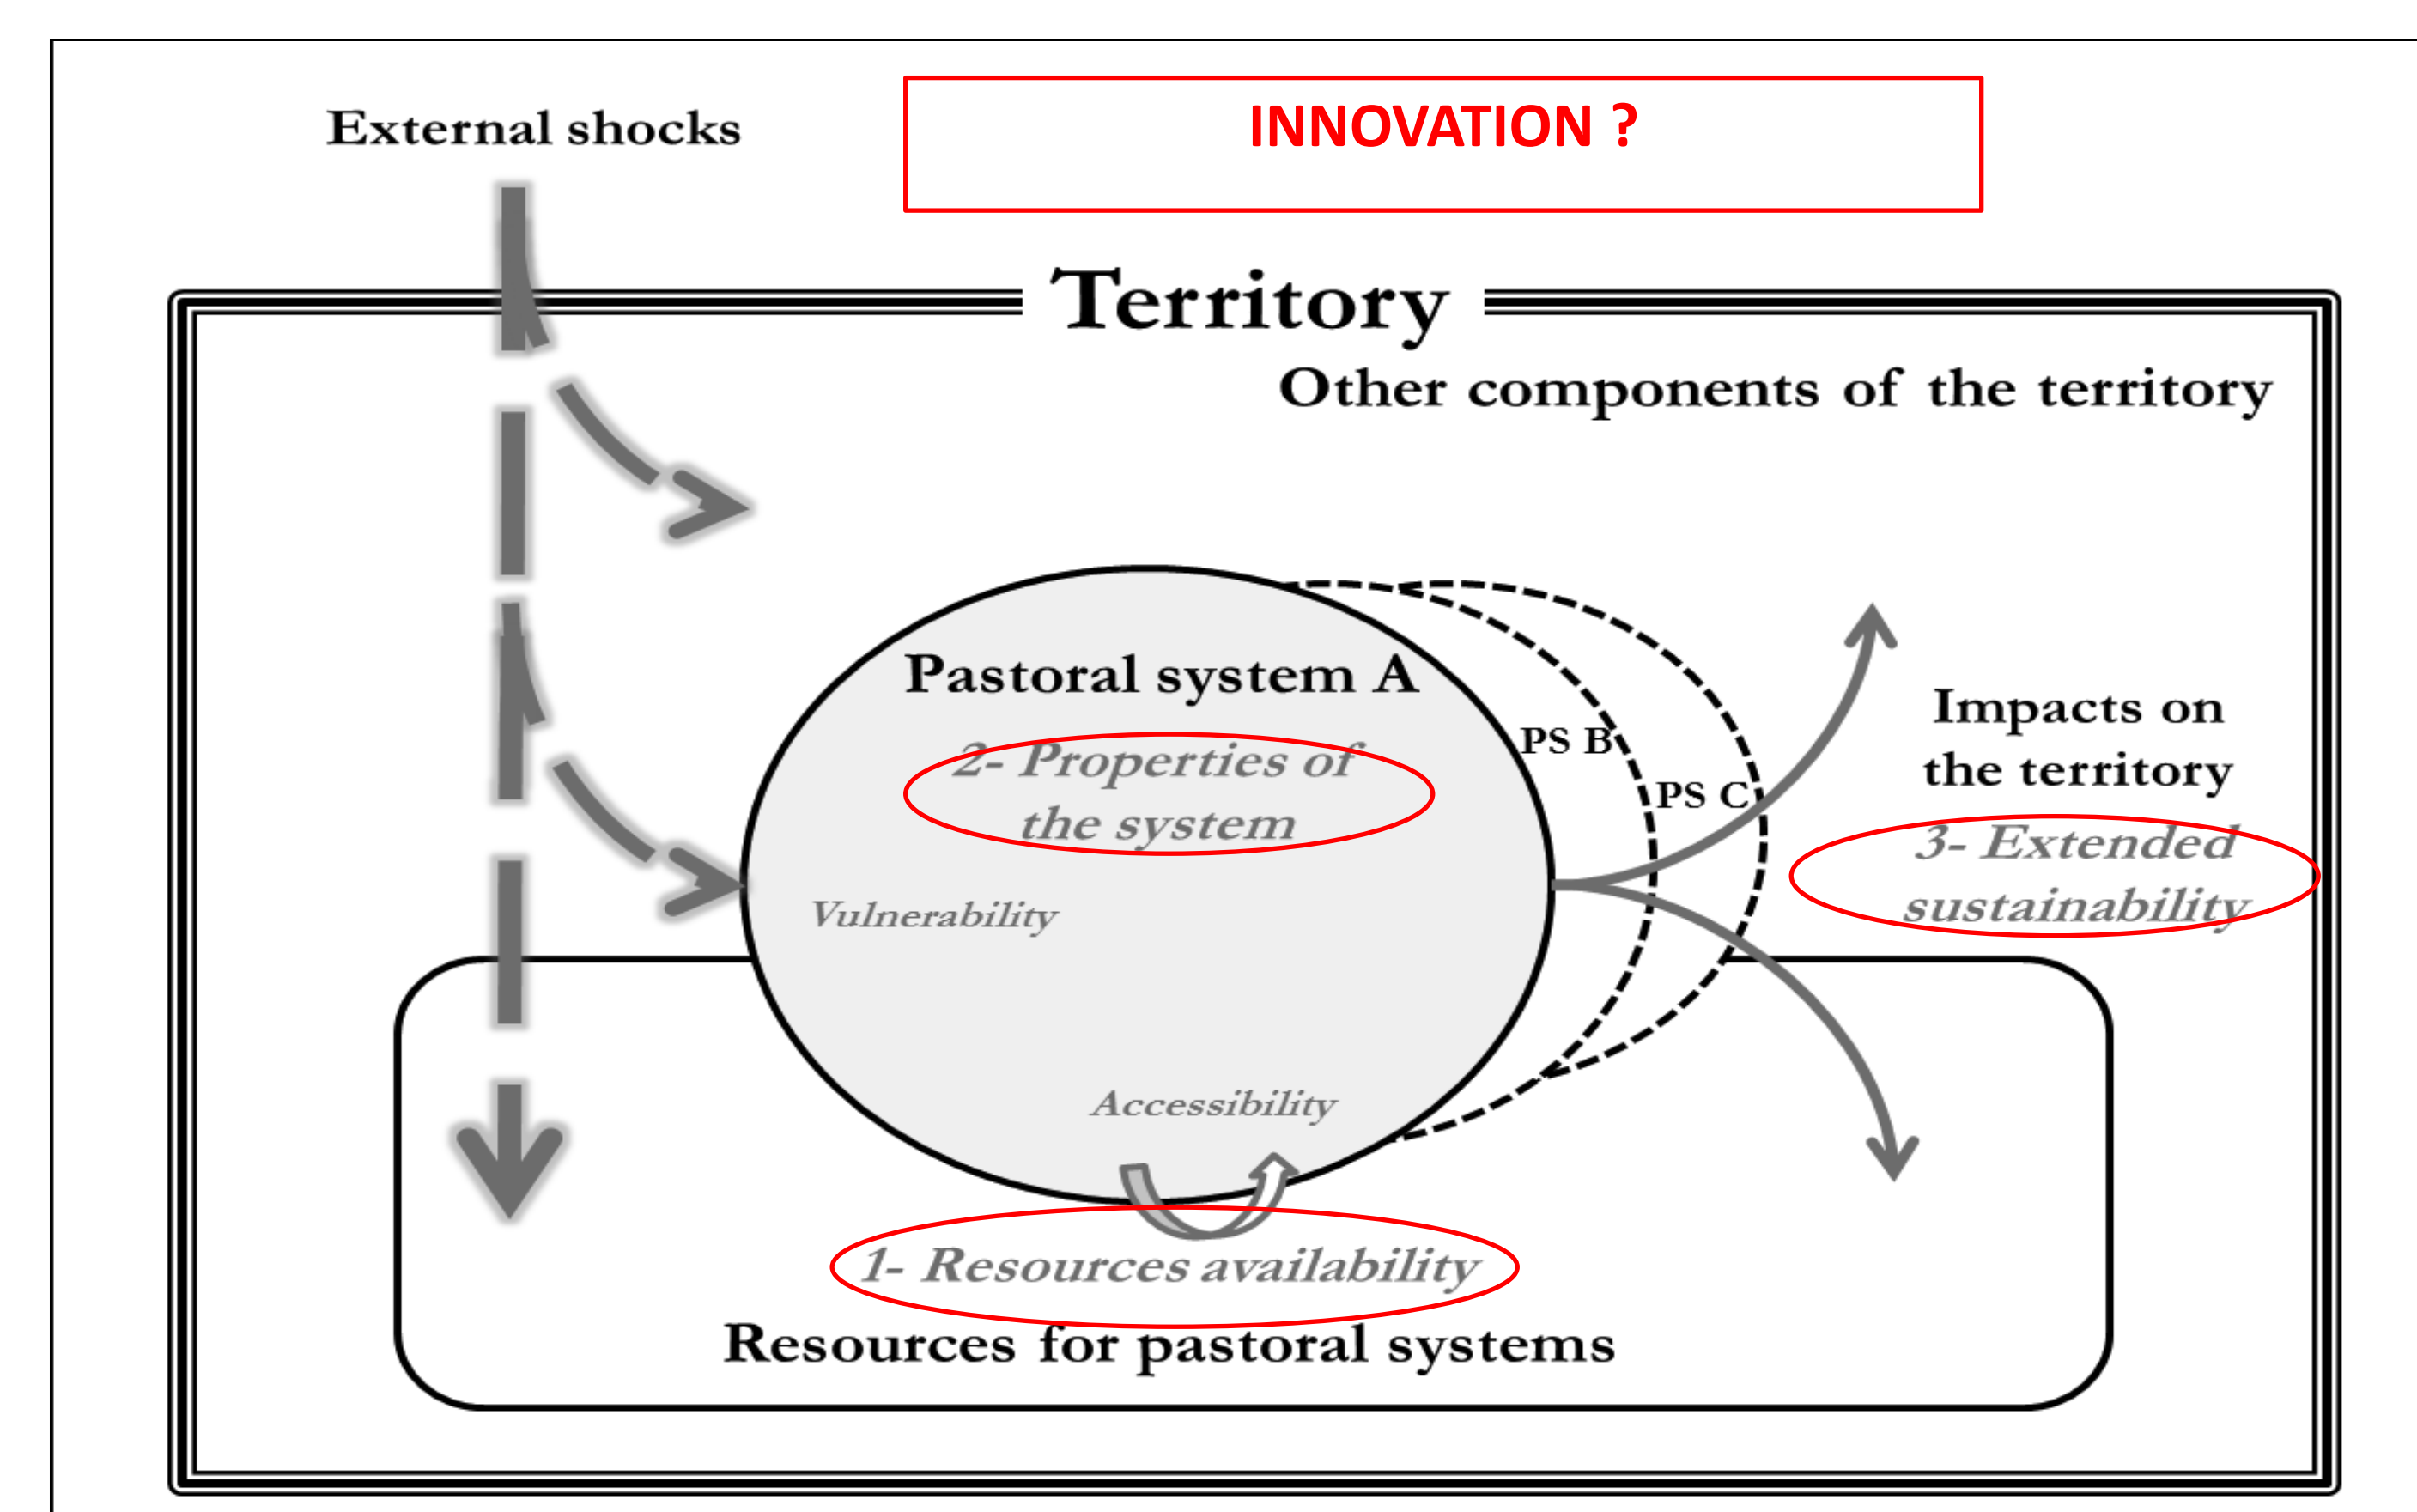 External shocks
INNOVATION ?
Territory
Other components of the territory
Pastoral system A
2- Properties of
the system
PS B
PS C
Impacts on
the territory
3- Extended
sustainability
Vulnerability
Accessibility
1- Resources availability
Resources for pastoral systems